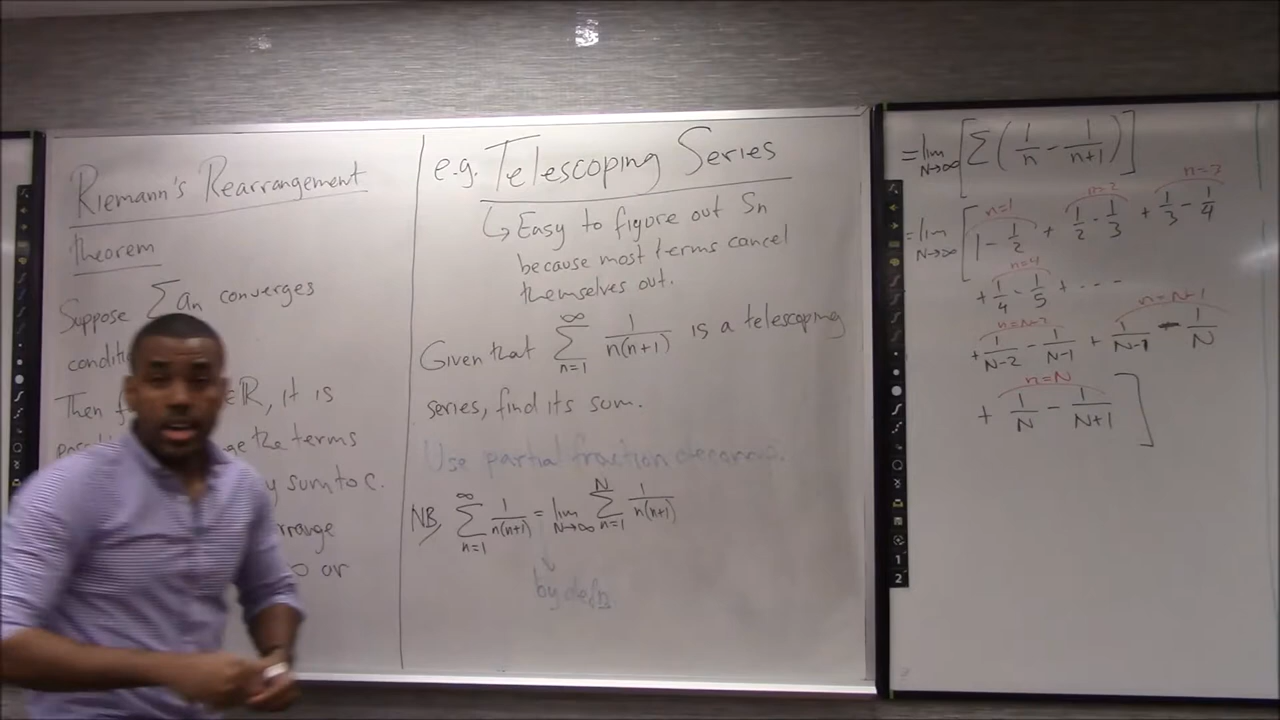 Riemann's Rearrangement
theorem
Suppose ∑an converges
Then ∈ℝ, it is
the terms
sum to c.
or
e.g. Telescoping Series
↳ Easy to figure out Sn
because most terms cancel
themselves out.
Given that ∑_{n=1}^{∞} 1/(n(n+1)) is a telescoping
series, find its sum.
Use partial fraction decomp.
NB, ∑_{n=1}^{∞} 1/(n(n+1)) = lim_{N→∞} ∑_{n=1}^{N} 1/(n(n+1))
by defn.
= lim_{N→∞} [∑(1/n - 1/(n+1))]
n=1 n=2 n=3
= lim_{N→∞} [1 - 1/2 + 1/2 - 1/3 + 1/3 - 1/4
n=4
+ 1/4 - 1/5 + ...
n=N-2 n=N-1
+ 1/(N-2) - 1/(N-1) + 1/(N-1) - 1/N
n=N
+ 1/N - 1/(N+1)]
1
2